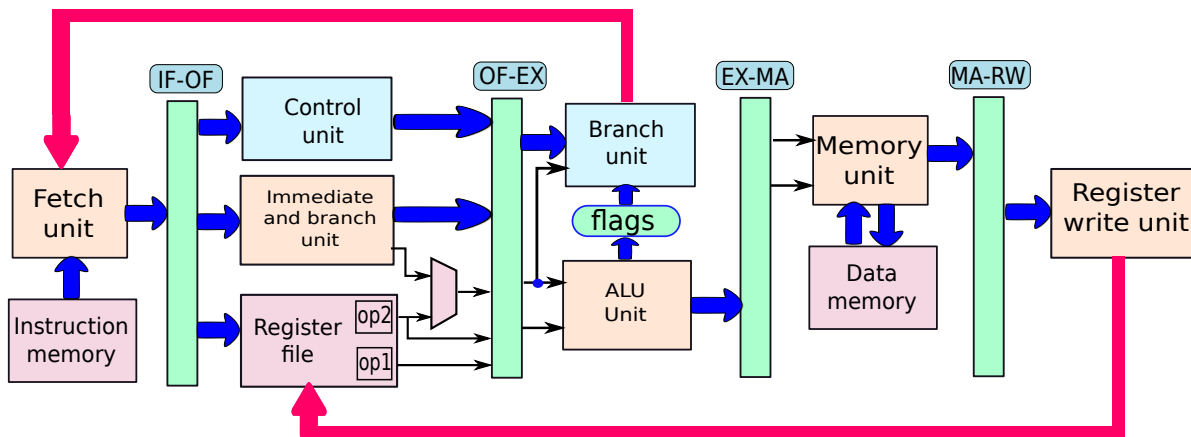 IF-OF
OF-EX
EX-MA
MA-RW
Control
unit
Branch
unit
Memory
unit
Fetch
unit
Immediate
and branch
unit
flags
Register
write unit
Instruction
memory
Register
file
op2
op1
ALU
Unit
Data
memory